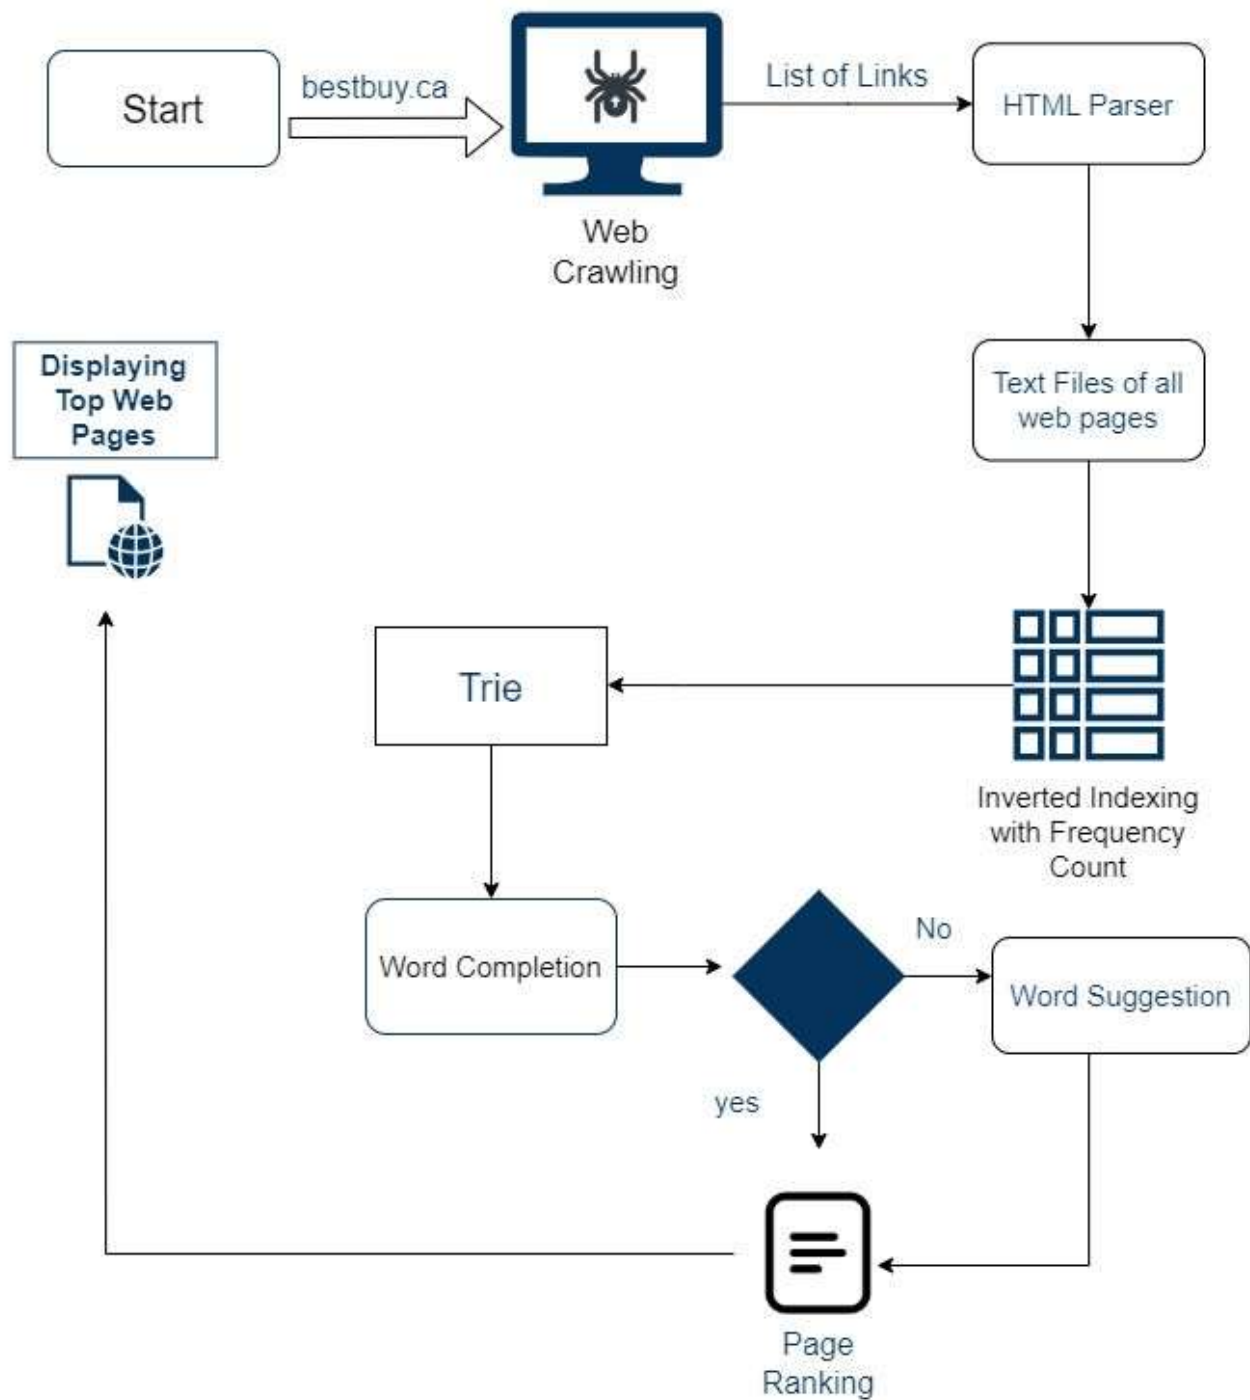 Start
bestbuy.ca
List of Links
HTML Parser
Web
Crawling
Text Files of all
web pages
Displaying
Top Web
Pages
Trie
Inverted Indexing
with Frequency
Count
Word Completion
No
Word Suggestion
yes
Page
Ranking